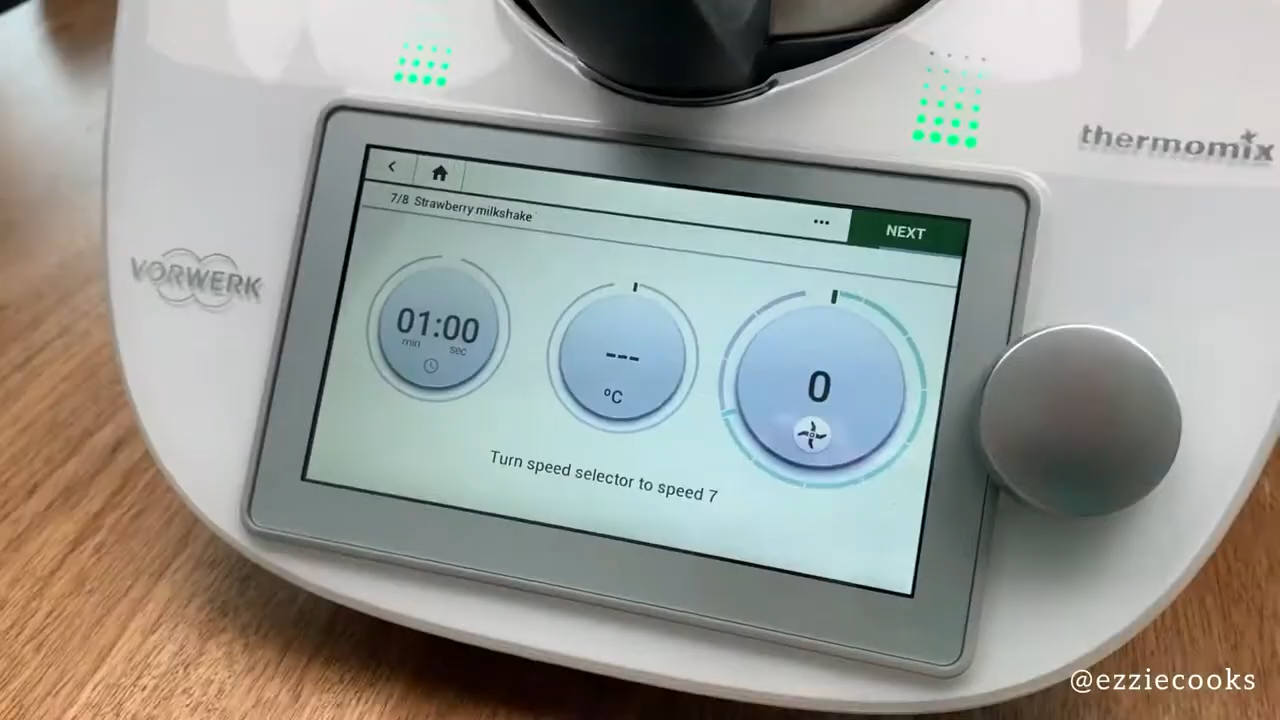 thermomix
VORWERK
7/8 Strawberry milkshake
...
NEXT
01:00
min sec
---
°C
0
Turn speed selector to speed 7
@ezziecooks